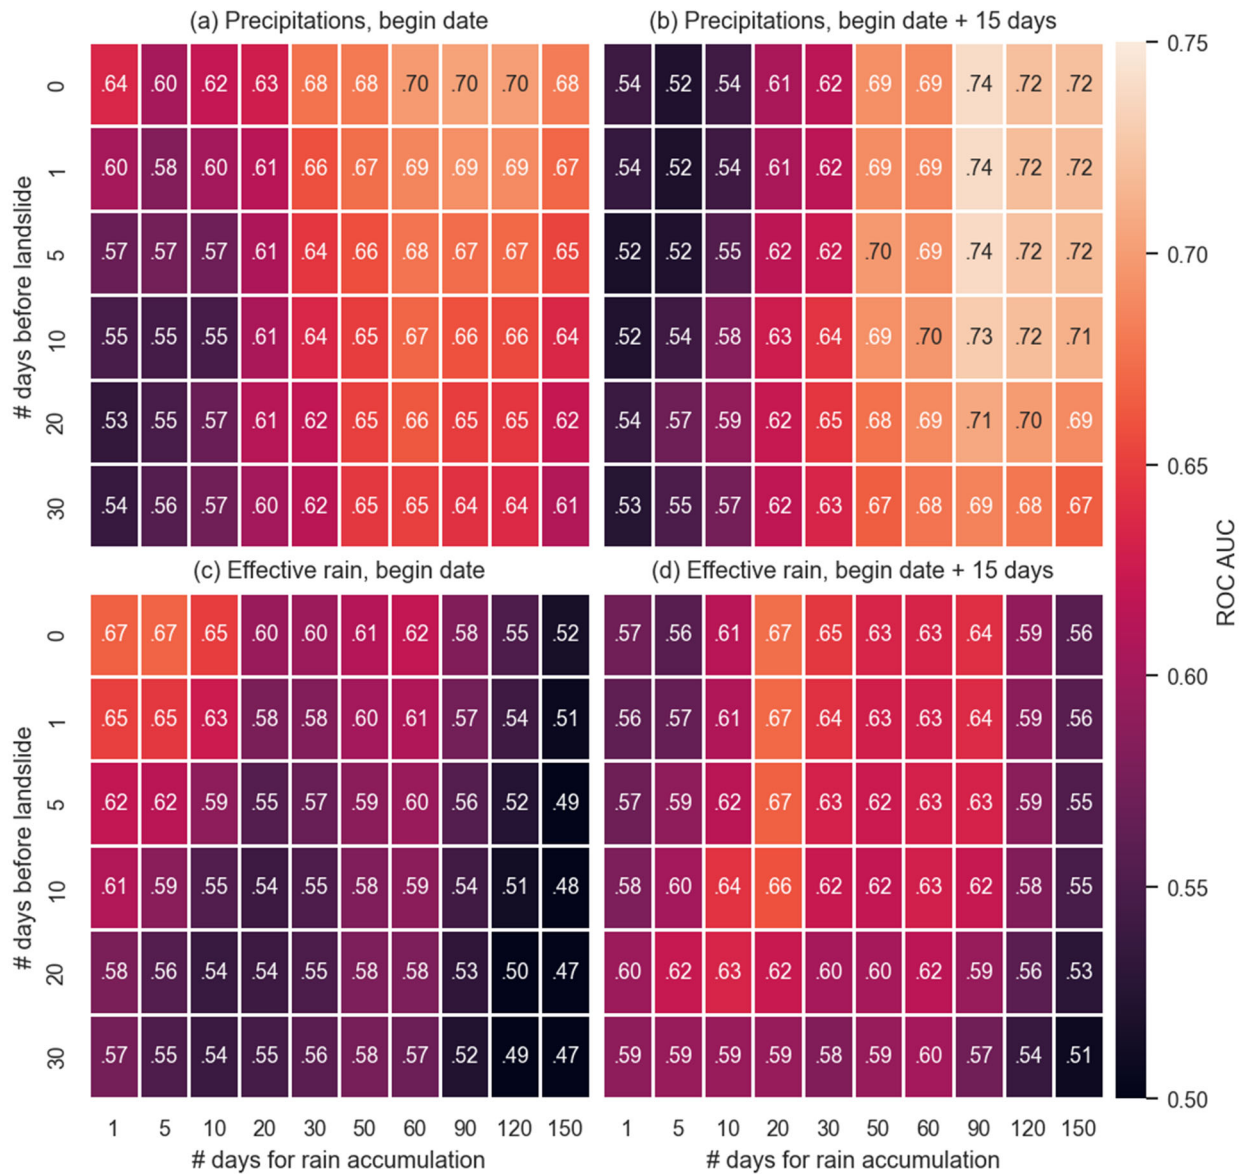 (a) Precipitations, begin date
(b) Precipitations, begin date + 15 days
# days before landslide
0 .64 .60 .62 .63 .68 .68 .70 .70 .70 .68 .54 .52 .54 .61 .62 .69 .69 .74 .72 .72
1 .60 .58 .60 .61 .66 .67 .69 .69 .69 .67 .54 .52 .54 .61 .62 .69 .69 .74 .72 .72
5 .57 .57 .57 .61 .64 .66 .68 .67 .67 .65 .52 .52 .55 .62 .62 .70 .69 .74 .72 .72
10 .55 .55 .55 .61 .64 .65 .67 .66 .66 .64 .52 .54 .58 .63 .64 .69 .70 .73 .72 .71
20 .53 .55 .57 .61 .62 .65 .66 .65 .65 .62 .54 .57 .59 .62 .65 .68 .69 .71 .70 .69
30 .54 .56 .57 .60 .62 .65 .65 .64 .64 .61 .53 .55 .57 .62 .63 .67 .68 .69 .68 .67
(c) Effective rain, begin date
(d) Effective rain, begin date + 15 days
# days before landslide
0 .67 .67 .65 .60 .60 .61 .62 .58 .55 .52 .57 .56 .61 .67 .65 .63 .63 .64 .59 .56
1 .65 .65 .63 .58 .58 .60 .61 .57 .54 .51 .56 .57 .61 .67 .64 .63 .63 .64 .59 .56
5 .62 .62 .59 .55 .57 .59 .60 .56 .52 .49 .57 .59 .62 .67 .63 .62 .63 .63 .59 .55
10 .61 .59 .55 .54 .55 .58 .59 .54 .51 .48 .58 .60 .64 .66 .62 .62 .63 .62 .58 .55
20 .58 .56 .54 .54 .55 .58 .58 .53 .50 .47 .60 .62 .63 .62 .60 .60 .62 .59 .56 .53
30 .57 .55 .54 .55 .56 .58 .57 .52 .49 .47 .59 .59 .59 .59 .58 .59 .60 .57 .54 .51
1 5 10 20 30 50 60 90 120 150 1 5 10 20 30 50 60 90 120 150
# days for rain accumulation
# days for rain accumulation
0.75
0.70
0.65
0.60
0.55
0.50
ROC AUC